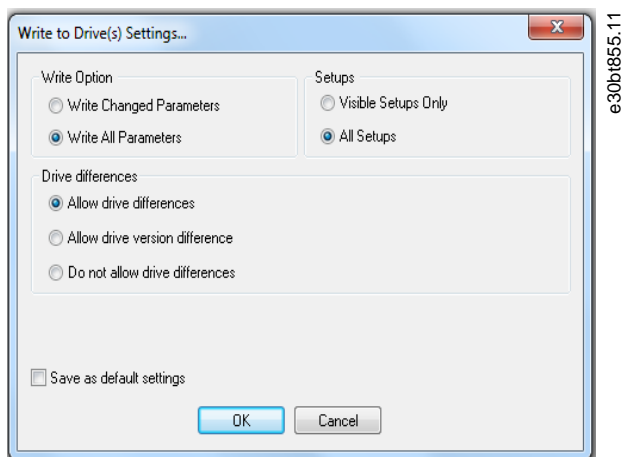 Write to Drive(s) Settings...
Write Option
Write Changed Parameters
Write All Parameters
Setups
Visible Setups Only
All Setups
Drive differences
Allow drive differences
Allow drive version difference
Do not allow drive differences
Save as default settings
OK
Cancel
e30bt855.11